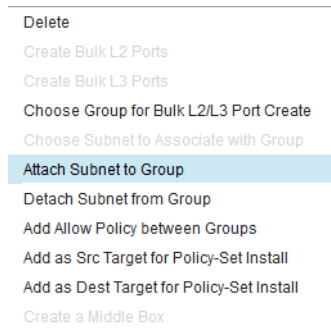 Delete
Create Bulk L2 Ports
Create Bulk L3 Ports
Choose Group for Bulk L2/L3 Port Create
Choose Subnet to Associate with Group
Attach Subnet to Group
Detach Subnet from Group
Add Allow Policy between Groups
Add as Src Target for Policy-Set Install
Add as Dest Target for Policy-Set Install
Create a Middle Box